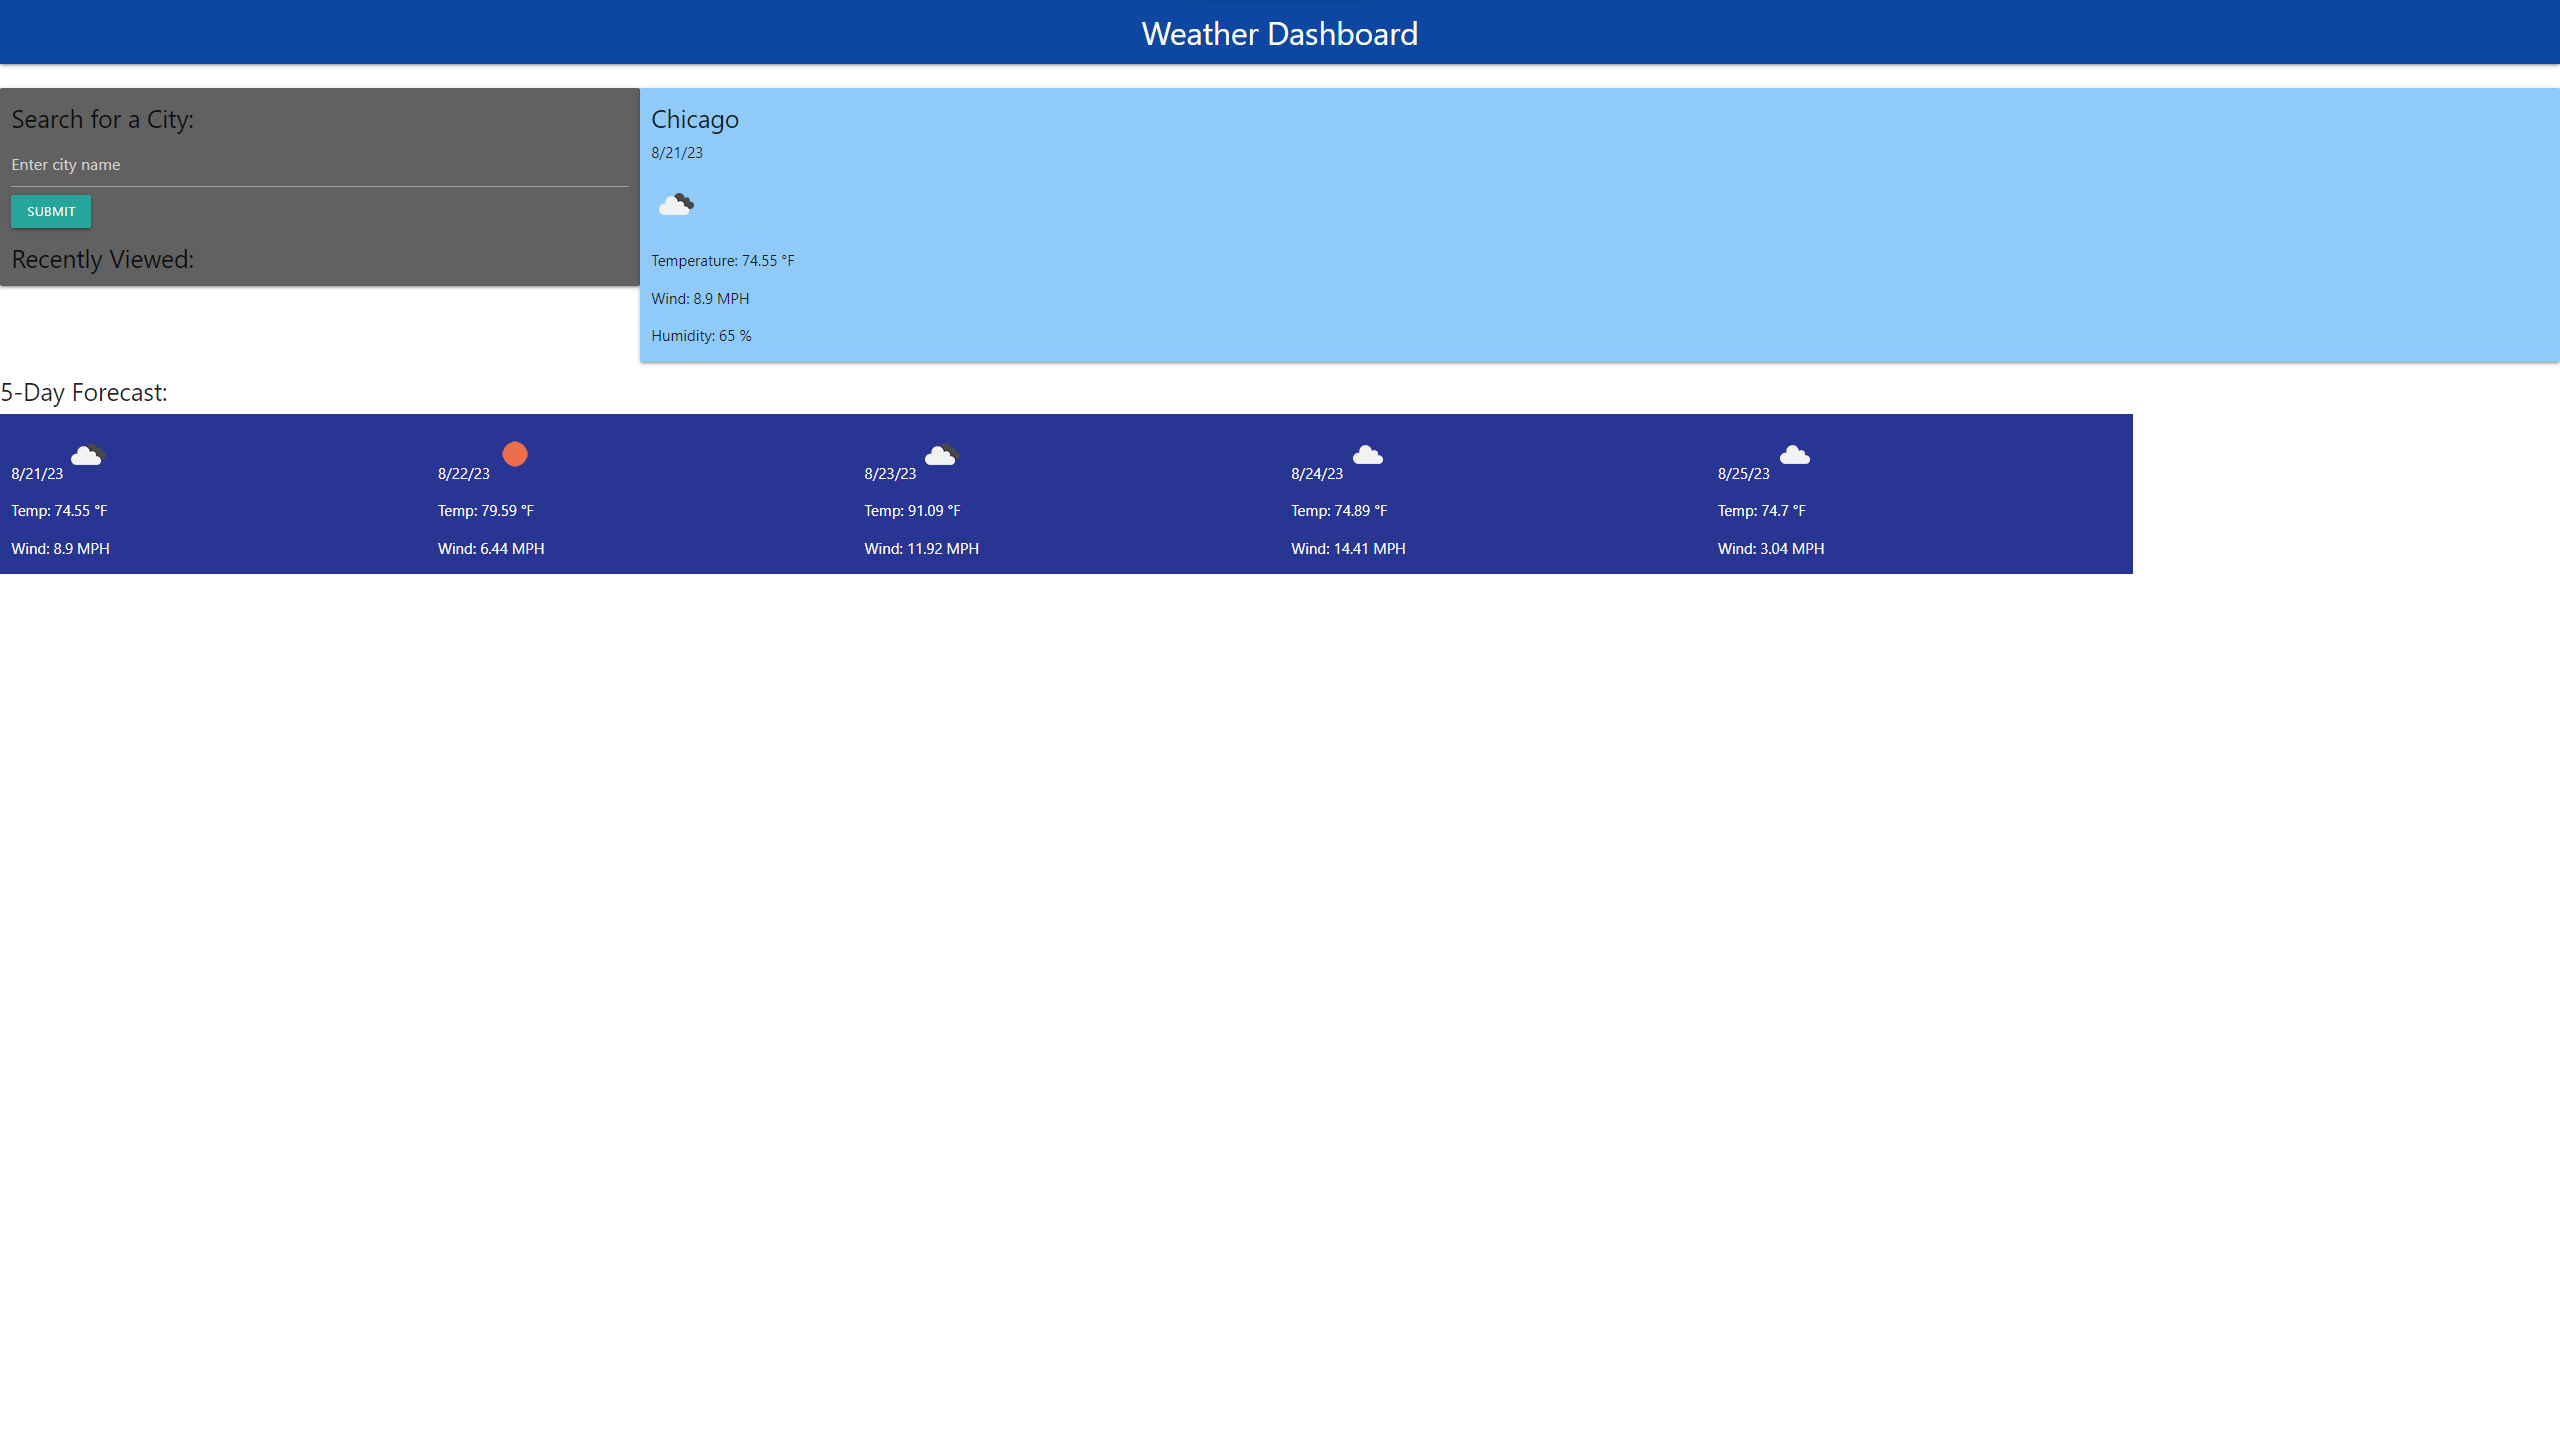 Weather Dashboard
Search for a City:
Enter city name
SUBMIT
Recently Viewed:
Chicago
8/21/23
Temperature: 74.55 °F
Wind: 8.9 MPH
Humidity: 65 %
5-Day Forecast:
8/21/23
Temp: 74.55 °F
Wind: 8.9 MPH
8/22/23
Temp: 79.59 °F
Wind: 6.44 MPH
8/23/23
Temp: 91.09 °F
Wind: 11.92 MPH
8/24/23
Temp: 74.89 °F
Wind: 14.41 MPH
8/25/23
Temp: 74.7 °F
Wind: 3.04 MPH